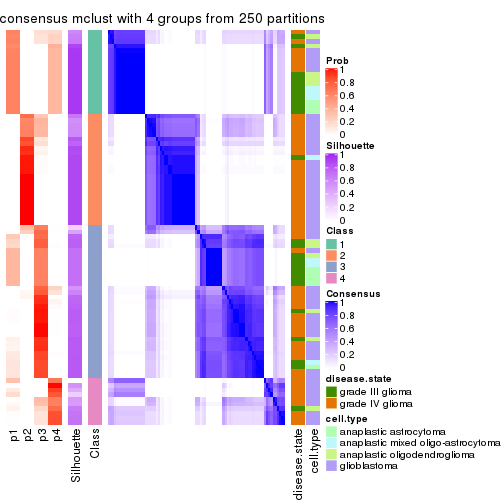 consensus mclust with 4 groups from 250 partitions
Prob
1
0.8
0.6
0.4
0.2
0
Silhouette
1
0.8
0.6
0.4
0.2
0
Class
1
2
3
4
Consensus
1
0.8
0.6
0.4
0.2
0
disease.state
grade III glioma
grade IV glioma
cell.type
anaplastic astrocytoma
anaplastic mixed oligo-astrocytoma
anaplastic oligodendroglioma
glioblastoma
p1
p2
p3
p4
Silhouette
Class
disease.state
cell.type